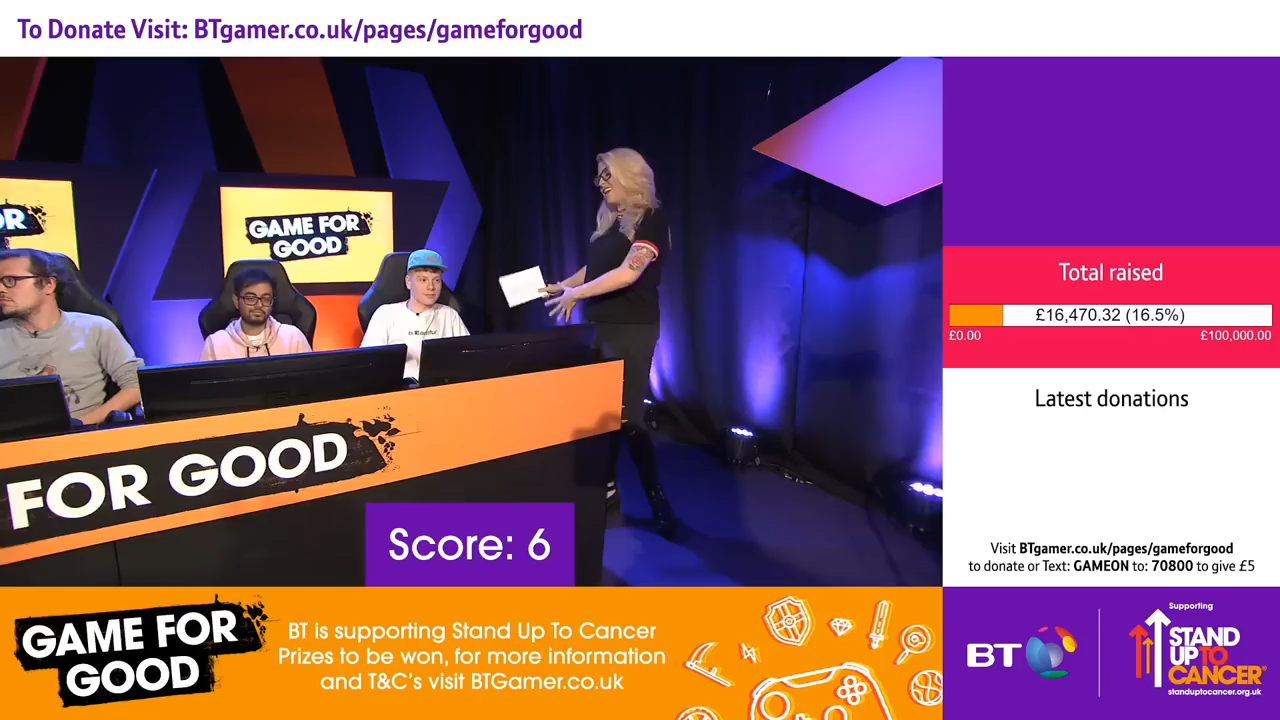 To Donate Visit: BTgamer.co.uk/pages/gameforgood
OR
GAME FOR
GOOD
FOR GOOD
Score: 6
Total raised
£16,470.32 (16.5%)
£0.00
£100,000.00
Latest donations
Visit BTgamer.co.uk/pages/gameforgood
to donate or Text: GAMEON to: 70800 to give £5
GAME FOR
GOOD
BT is supporting Stand Up To Cancer
Prizes to be won, for more information
and T&C's visit BTGamer.co.uk
BT
Supporting
STAND
UP TO
CANCER
standuptocancer.org.uk